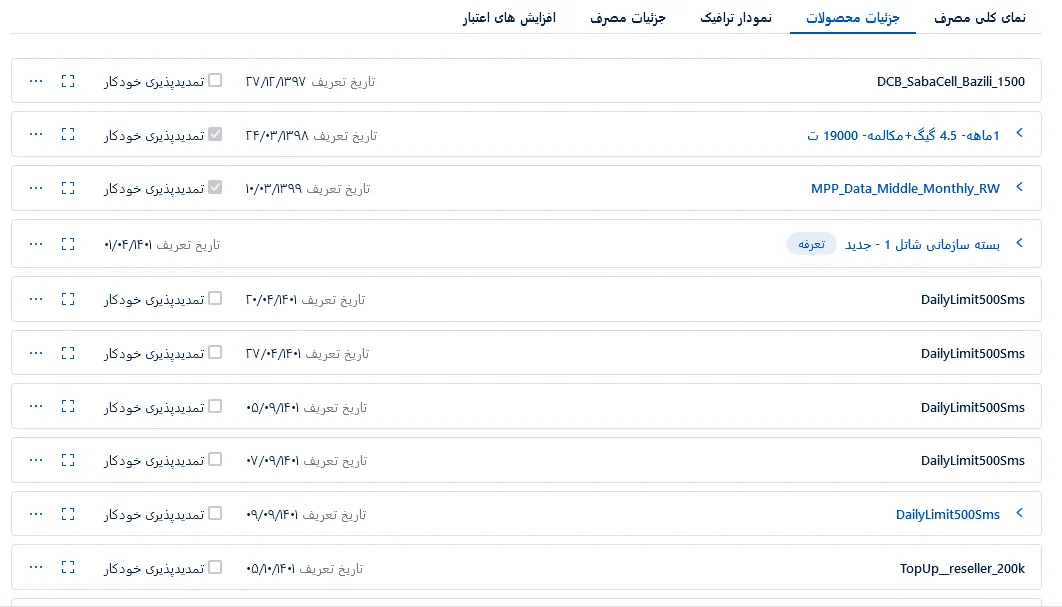 نمای کلی مصرف جزئیات محصولات نمودار ترافیک جزئیات مصرف افزایش های اعتبار
DCB_SabaCell_Bazili_1500 تاریخ تعریف ۲۷/۱۲/۱۳۹۷ تمدیدپذیری خودکار
1ماهه- 4.5 گیگ+مکالمه- 19000 ت تاریخ تعریف ۲۴/۰۳/۱۳۹۸ تمدیدپذیری خودکار
MPP_Data_Middle_Monthly_RW تاریخ تعریف ۱۰/۰۳/۱۳۹۹ تمدیدپذیری خودکار
بسته سازمانی شاتل 1 - جدید تعرفه تاریخ تعریف ۰۱/۰۴/۱۴۰۱
DailyLimit500Sms تاریخ تعریف ۲۰/۰۴/۱۴۰۱ تمدیدپذیری خودکار
DailyLimit500Sms تاریخ تعریف ۲۷/۰۴/۱۴۰۱ تمدیدپذیری خودکار
DailyLimit500Sms تاریخ تعریف ۰۵/۰۹/۱۴۰۱ تمدیدپذیری خودکار
DailyLimit500Sms تاریخ تعریف ۰۷/۰۹/۱۴۰۱ تمدیدپذیری خودکار
DailyLimit500Sms تاریخ تعریف ۰۹/۰۹/۱۴۰۱ تمدیدپذیری خودکار
TopUp__reseller_200k تاریخ تعریف ۰۵/۱۰/۱۴۰۱ تمدیدپذیری خودکار